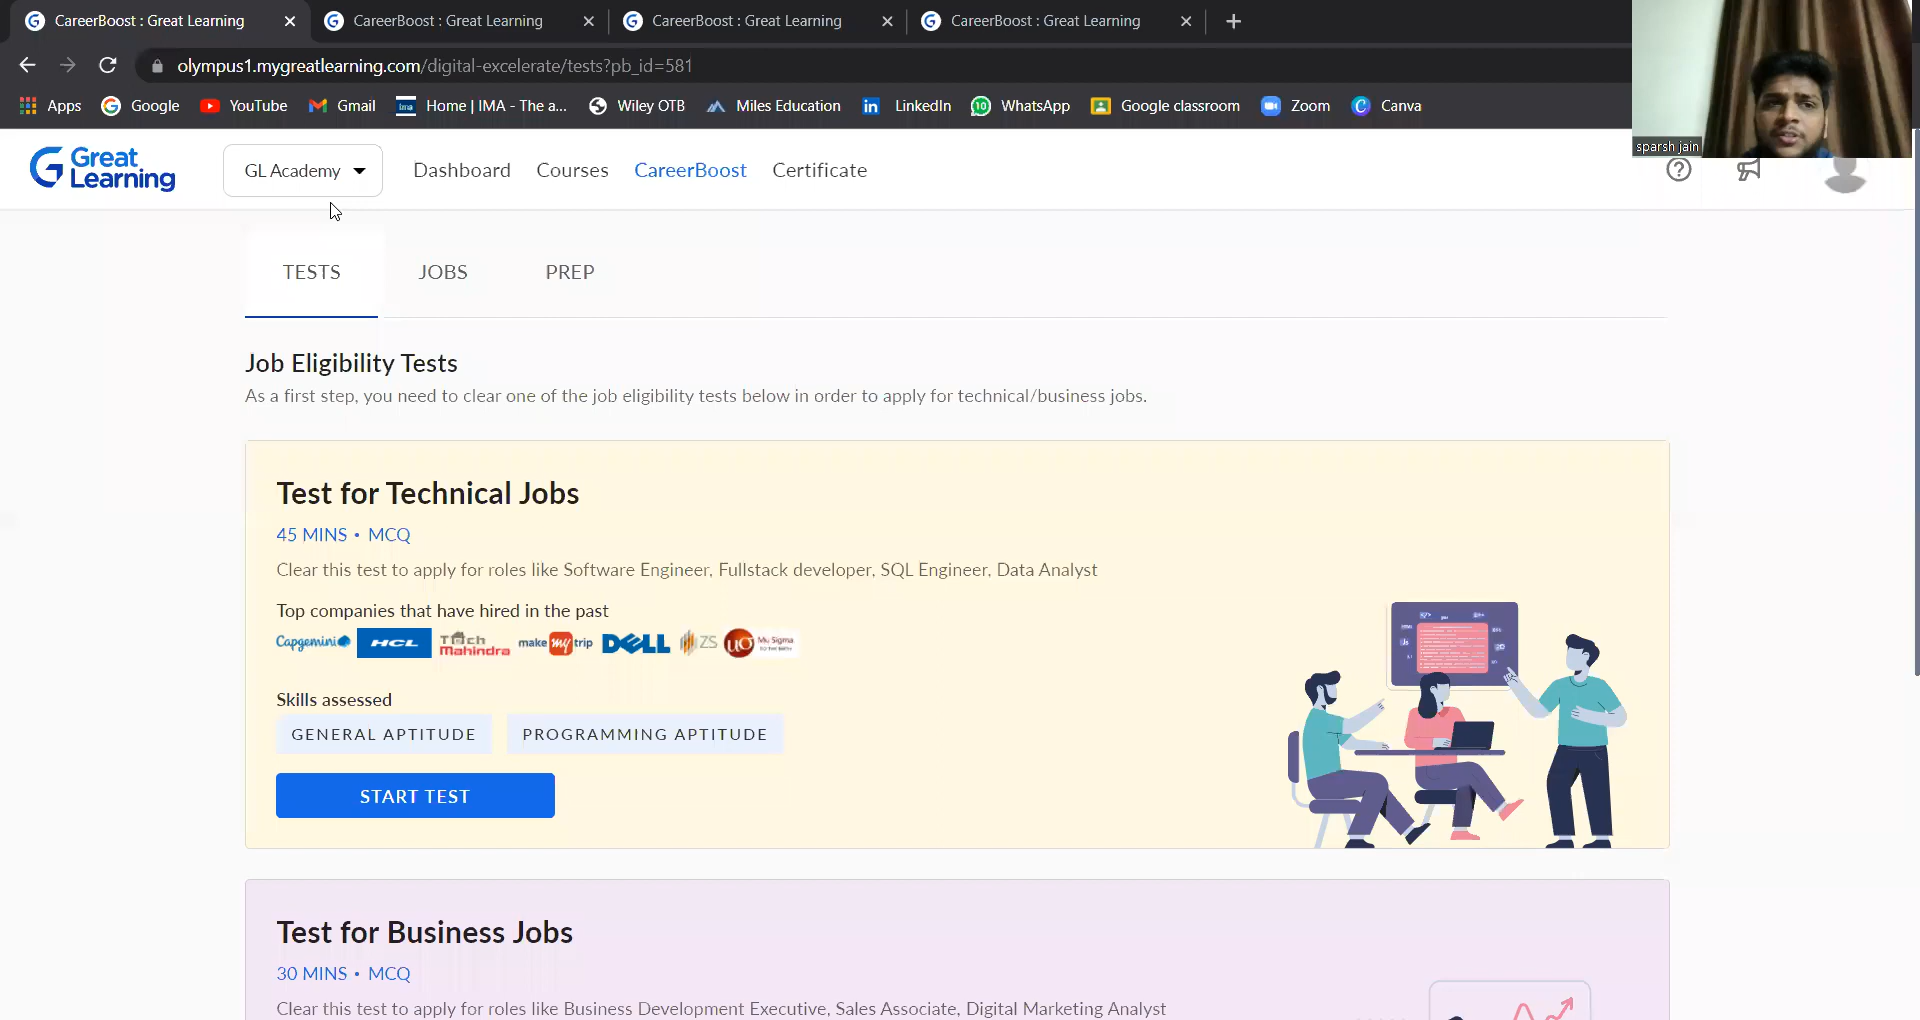 CareerBoost : Great Learning
CareerBoost : Great Learning
CareerBoost : Great Learning
CareerBoost : Great Learning
olympus1.mygreatlearning.com/digital-excelerate/tests?pb_id=581
Apps Google YouTube Gmail Home | IMA - The a... Wiley OTB Miles Education LinkedIn WhatsApp Google classroom Zoom Canva
sparsh jain
Great Learning
GL Academy Dashboard Courses CareerBoost Certificate
TESTS JOBS PREP
Job Eligibility Tests
As a first step, you need to clear one of the job eligibility tests below in order to apply for technical/business jobs.
Test for Technical Jobs
45 MINS • MCQ
Clear this test to apply for roles like Software Engineer, Fullstack developer, SQL Engineer, Data Analyst
Top companies that have hired in the past
Capgemini HCL Tech Mahindra make my trip DELL ZS Mu Sigma
Skills assessed
GENERAL APTITUDE PROGRAMMING APTITUDE
START TEST
Test for Business Jobs
30 MINS • MCQ
Clear this test to apply for roles like Business Development Executive, Sales Associate, Digital Marketing Analyst